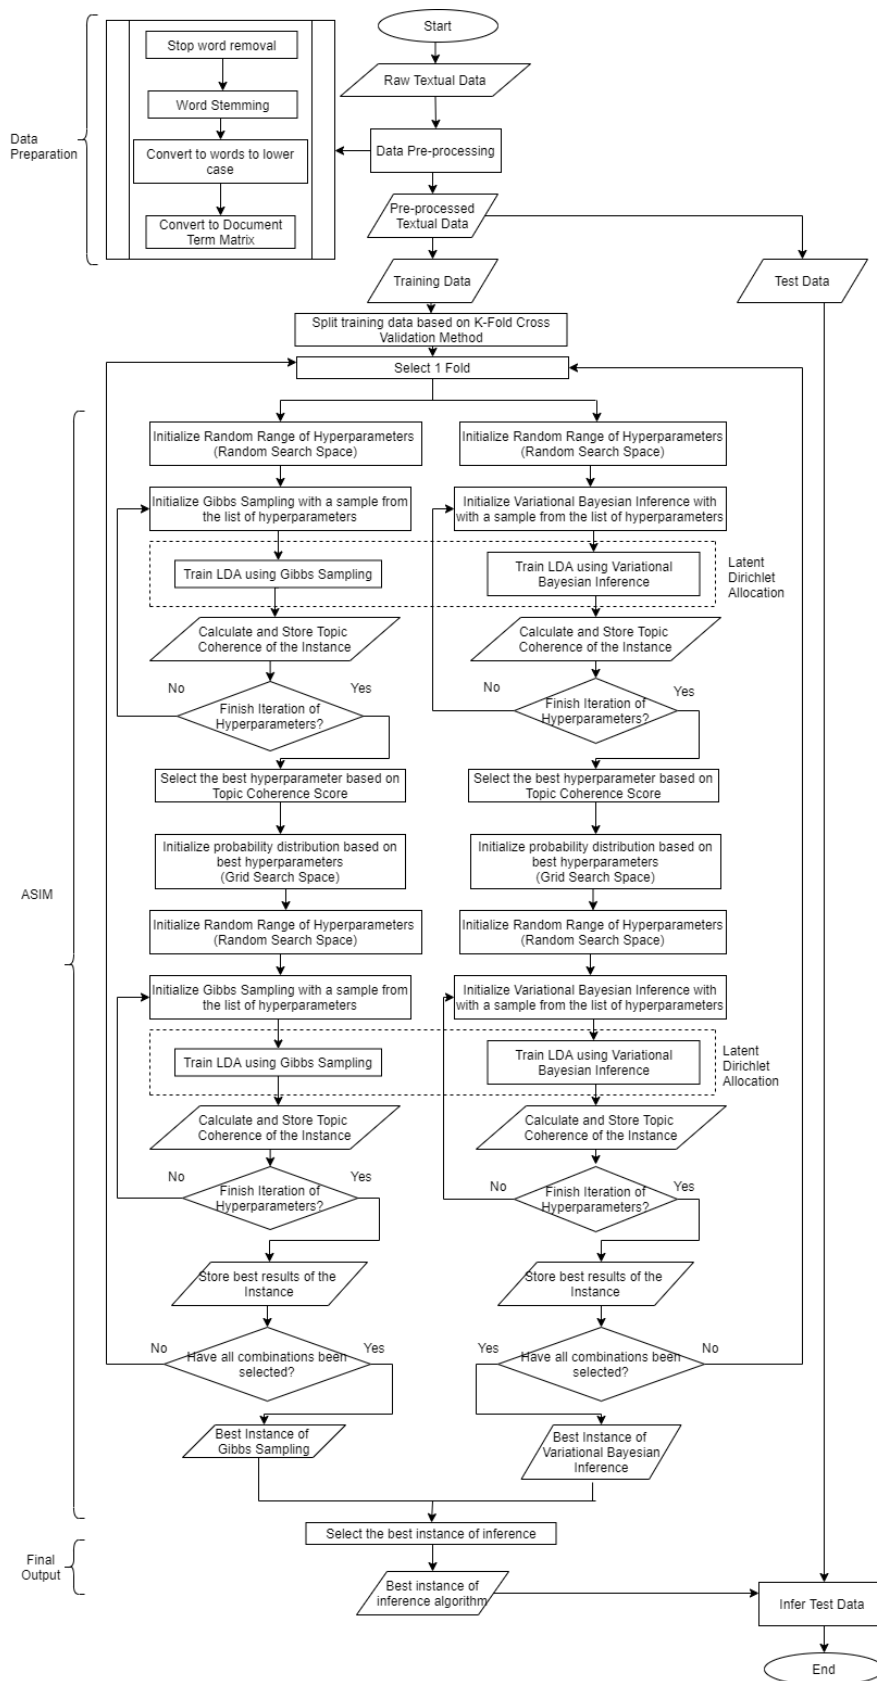 Start
Stop word removal
Raw Textual Data
Word Stemming
Data
Preparation
Data Pre-processing
Convert to words to lower
case
Pre-processed
Textual Data
Convert to Document
Term Matrix
Training Data
Test Data
Split training data based on K-Fold Cross
Validation Method
Select 1 Fold
Initialize Random Range of Hyperparameters
(Random Search Space)
Initialize Random Range of Hyperparameters
(Random Search Space)
Initialize Gibbs Sampling with a sample from
the list of hyperparameters
Initialize Variational Bayesian Inference with
with a sample from the list of hyperparameters
Train LDA using Gibbs Sampling
Train LDA using Variational
Bayesian Inference
Latent
Dirichlet
Allocation
Calculate and Store Topic
Coherence of the Instance
Calculate and Store Topic
Coherence of the Instance
No
Yes
No
Yes
Finish Iteration of
Hyperparameters?
Finish Iteration of
Hyperparameters?
Select the best hyperparameter based on
Topic Coherence Score
Select the best hyperparameter based on
Topic Coherence Score
Initialize probability distribution based on
best hyperparameters
(Grid Search Space)
Initialize probability distribution based on
best hyperparameters
(Grid Search Space)
ASIM
Initialize Random Range of Hyperparameters
(Random Search Space)
Initialize Random Range of Hyperparameters
(Random Search Space)
Initialize Gibbs Sampling with a sample from
the list of hyperparameters
Initialize Variational Bayesian Inference with
with a sample from the list of hyperparameters
Train LDA using Gibbs Sampling
Train LDA using Variational
Bayesian Inference
Latent
Dirichlet
Allocation
Calculate and Store Topic
Coherence of the Instance
Calculate and Store Topic
Coherence of the Instance
No
Yes
No
Yes
Finish Iteration of
Hyperparameters?
Finish Iteration of
Hyperparameters?
Store best results of the
Instance
Store best results of the
Instance
No
Yes
Yes
No
Have all combinations been
selected?
Have all combinations been
selected?
Best Instance of
Gibbs Sampling
Best Instance of
Variational Bayesian
Inference
Select the best instance of inference
Final
Output
Best instance of
inference algorithm
Infer Test Data
End